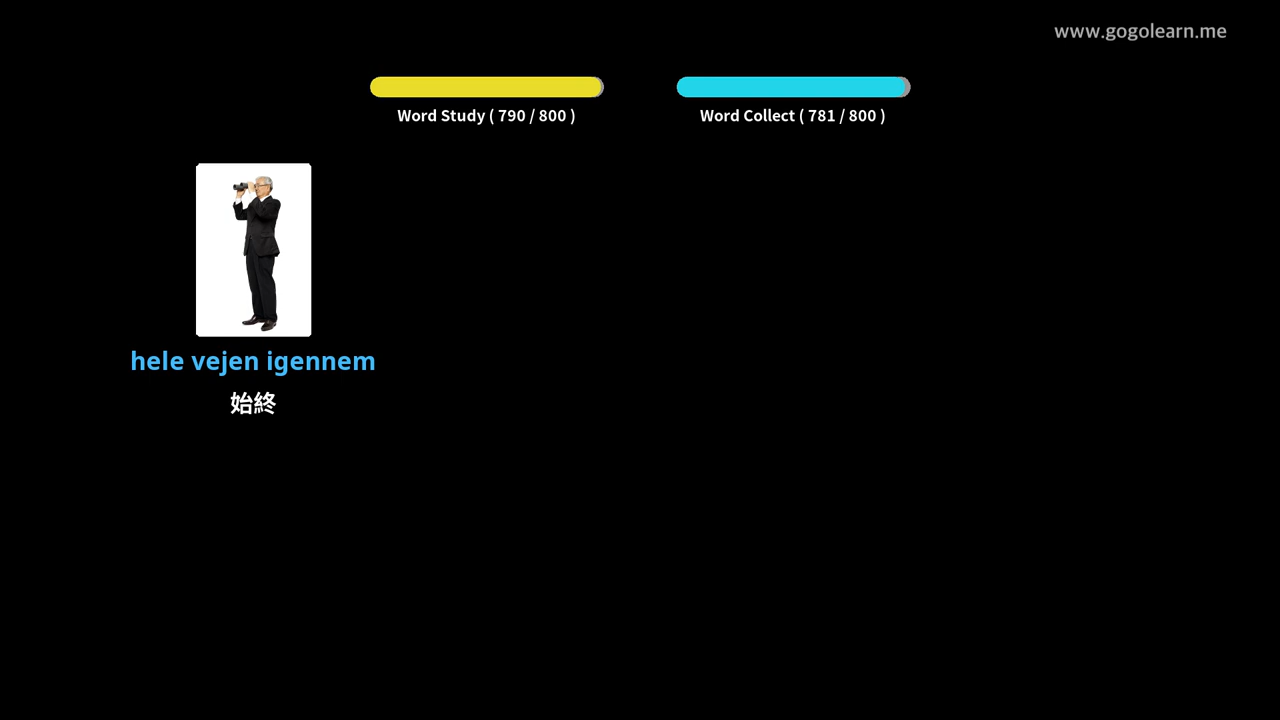 www.gogolearn.me
Word Study ( 790 / 800 )
Word Collect ( 781 / 800 )
hele vejen igennem
始終